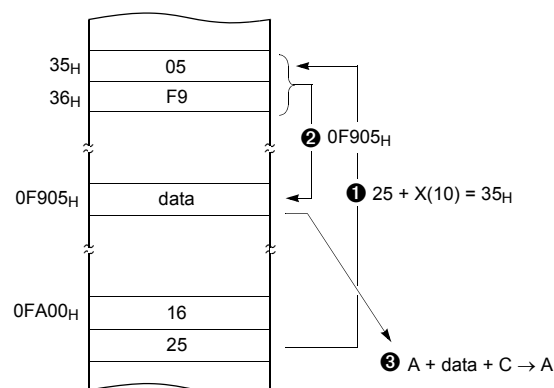 35H 05
36H F9
❷ 0F905H
0F905H data
❶ 25 + X(10) = 35H
0FA00H 16
25
❸ A + data + C → A